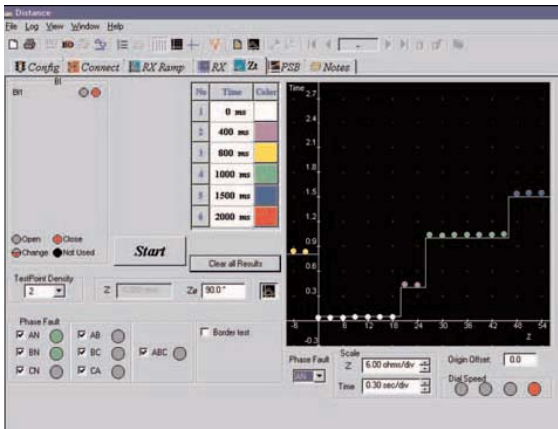 Distance
File Log View Window Help
Config Connect RX Ramp RX Zt PSB Notes
BI
BI1
Open Close
Change Not Used
Start
No Time Color
1 0 ms
2 400 ms
3 800 ms
4 1000 ms
5 1500 ms
6 2000 ms
Clear all Results
TestPoint Density
2
Z
Zø 90.0 °
Phase Fault
AN AB
BN BC ABC
CN CA
Border test
Time 2.7
2.4
2.1
1.8
1.5
1.2
0.9
0.6
0.3
-0.3
-6 0 6 12 18 24 30 36 42 48 54
Z
Phase Fault
AN
Scale
Z 6.00 ohms/div
Time 0.30 sec/div
Origin Offset: 0.0
Dial Speed